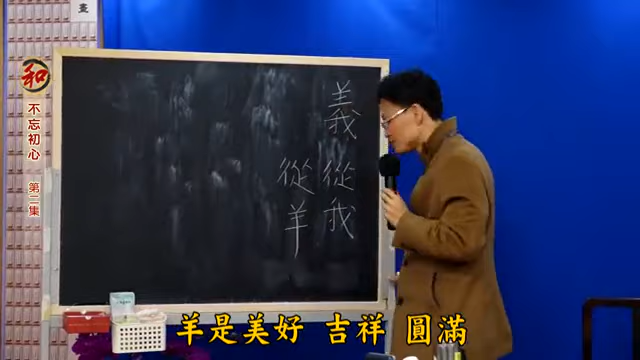 和
不忘初心 第二集
義
從我
從羊
羊是美好 吉祥 圓滿